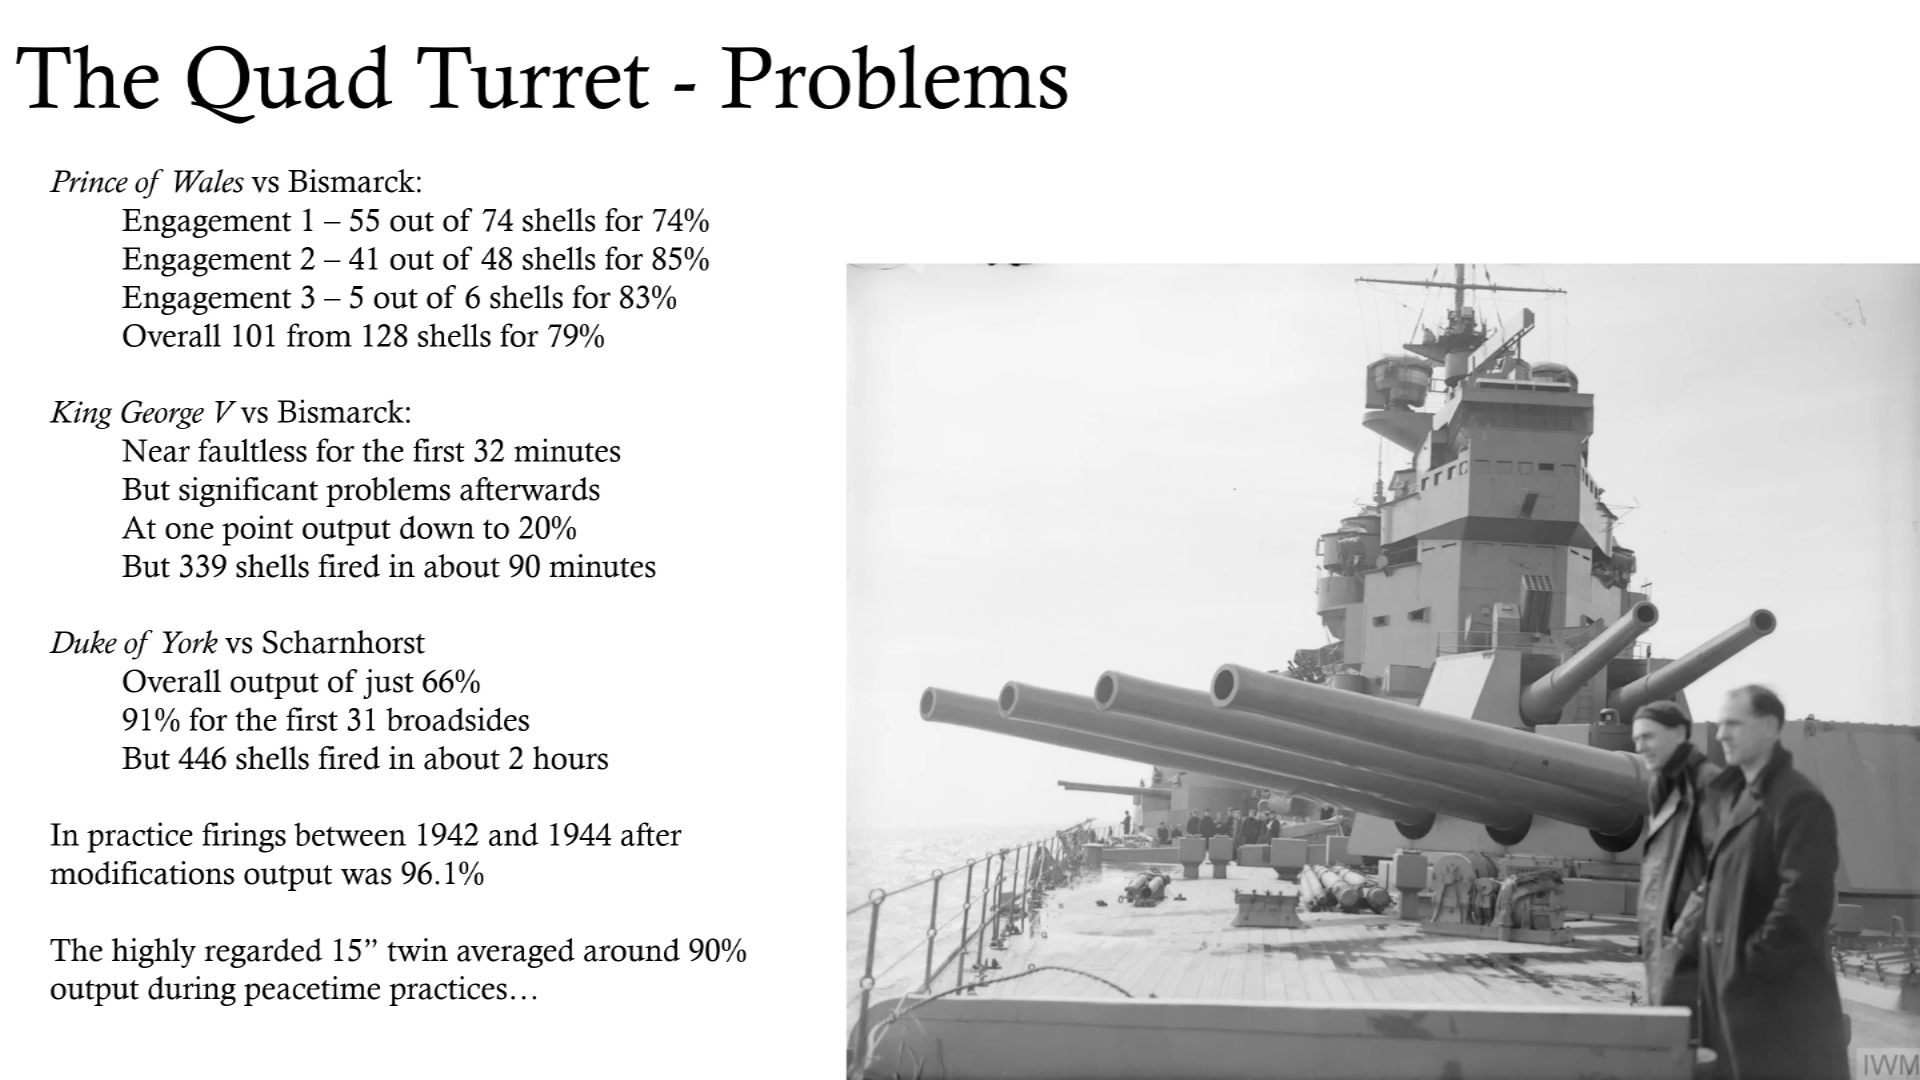 The Quad Turret - Problems
Prince of Wales vs Bismarck:
Engagement 1 – 55 out of 74 shells for 74%
Engagement 2 – 41 out of 48 shells for 85%
Engagement 3 – 5 out of 6 shells for 83%
Overall 101 from 128 shells for 79%
King George V vs Bismarck:
Near faultless for the first 32 minutes
But significant problems afterwards
At one point output down to 20%
But 339 shells fired in about 90 minutes
Duke of York vs Scharnhorst
Overall output of just 66%
91% for the first 31 broadsides
But 446 shells fired in about 2 hours
In practice firings between 1942 and 1944 after
modifications output was 96.1%
The highly regarded 15” twin averaged around 90%
output during peacetime practices…
IWM